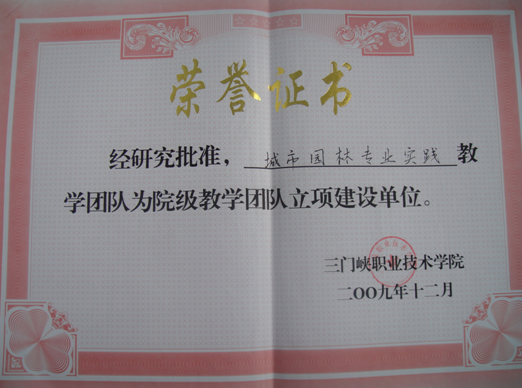 荣誉证书
经研究批准，城市园林专业实践教
学团队为院级教学团队立项建设单位。
三门峡职业技术学院
二〇〇九年十二月